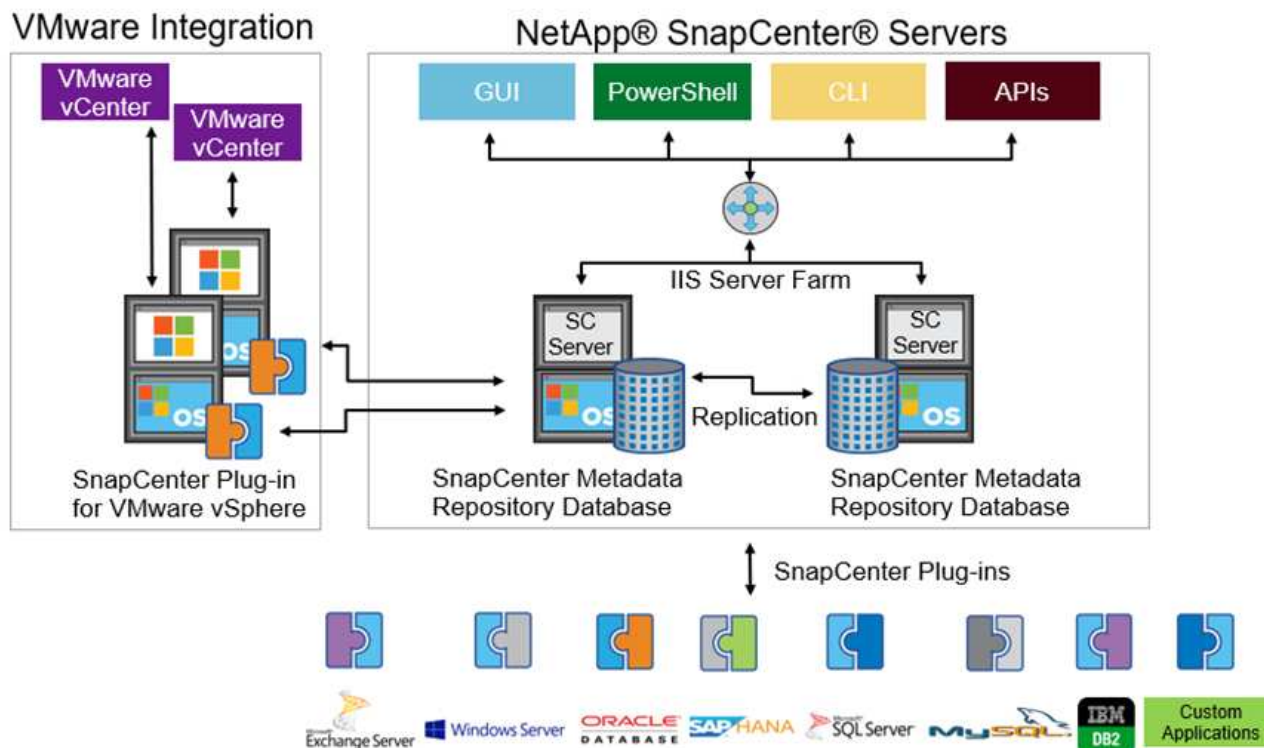 VMware Integration
NetApp® SnapCenter® Servers
VMware
vCenter
VMware
vCenter
GUI
PowerShell
CLI
APIs
IIS Server Farm
SC
Server
SC
Server
OS
OS
OS
OS
Replication
SnapCenter Plug-in
for VMware vSphere
SnapCenter Metadata
Repository Database
SnapCenter Metadata
Repository Database
SnapCenter Plug-ins
Microsoft
Exchange Server
Windows Server
ORACLE
DATABASE
SAP HANA
Microsoft
SQL Server
MySQL
IBM
DB2
Custom
Applications